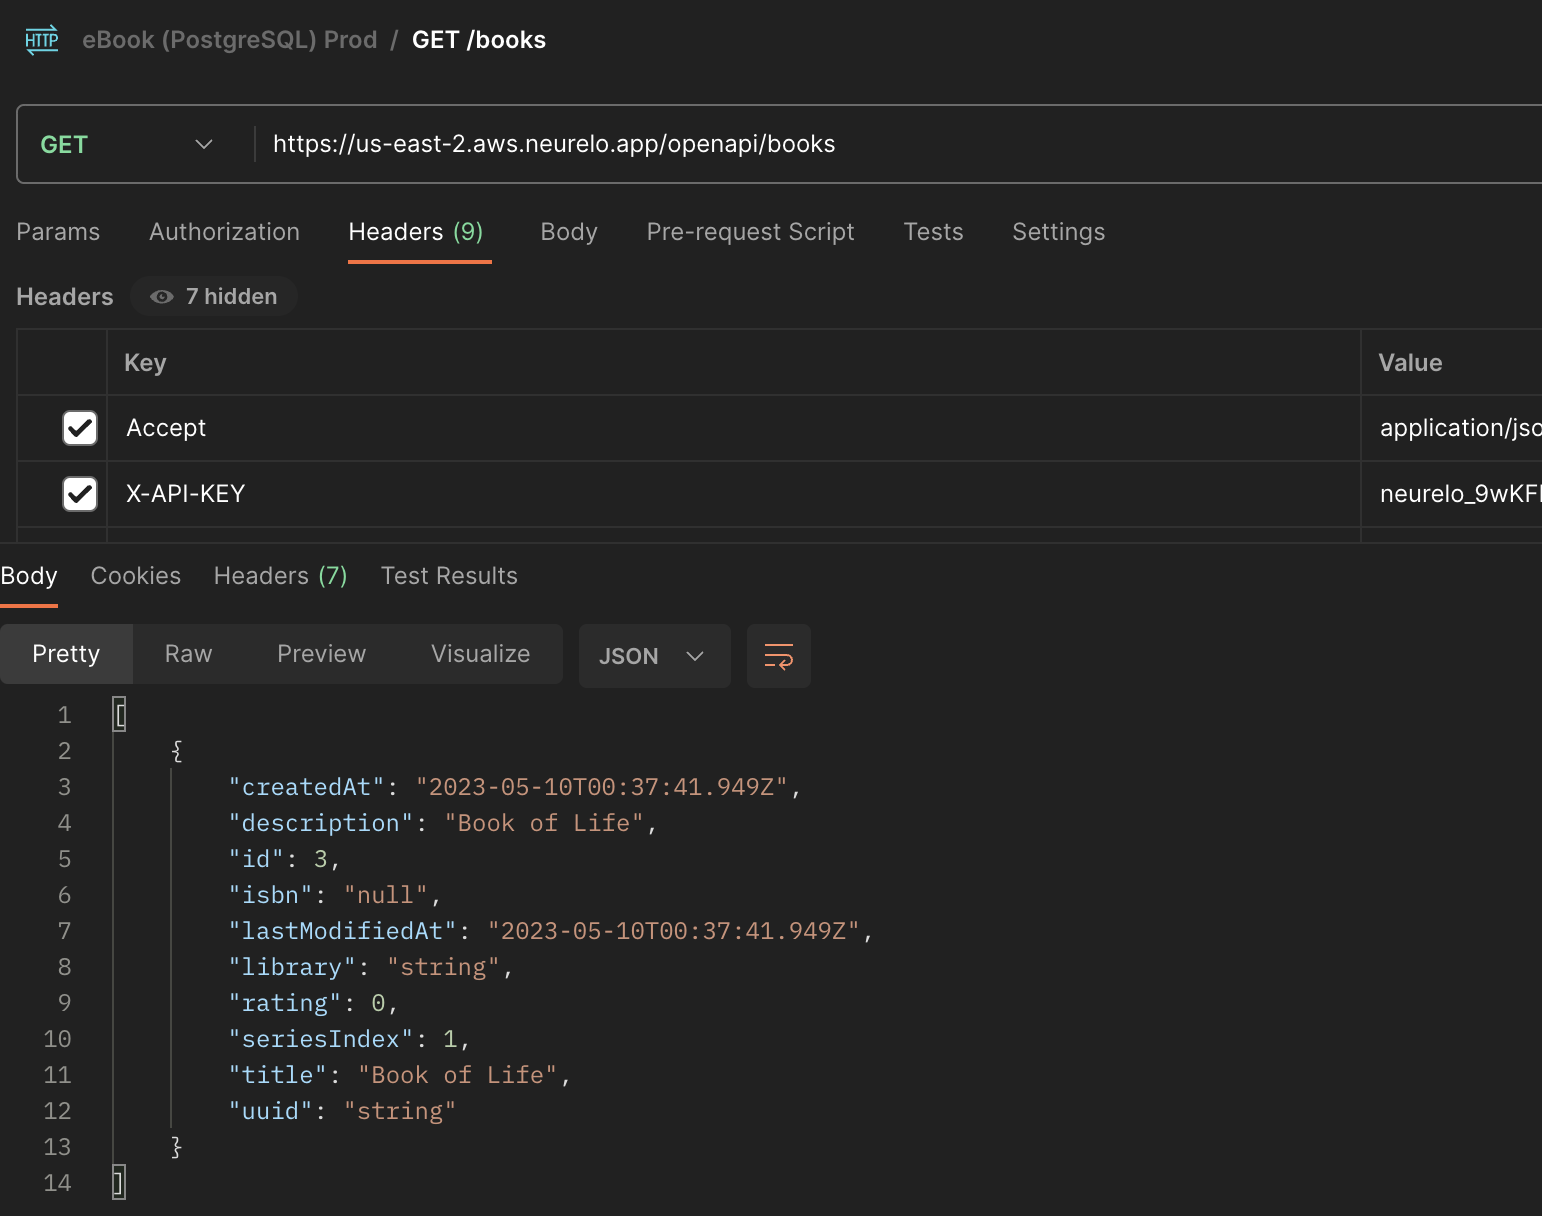 HTTP eBook (PostgreSQL) Prod / GET /books
GET https://us-east-2.aws.neurelo.app/openapi/books
Params Authorization Headers (9) Body Pre-request Script Tests Settings
Headers 7 hidden
Key Value
Accept application/jso
X-API-KEY neurelo_9wKF
Body Cookies Headers (7) Test Results
Pretty Raw Preview Visualize JSON
1 [
2 {
3 "createdAt": "2023-05-10T00:37:41.949Z",
4 "description": "Book of Life",
5 "id": 3,
6 "isbn": "null",
7 "lastModifiedAt": "2023-05-10T00:37:41.949Z",
8 "library": "string",
9 "rating": 0,
10 "seriesIndex": 1,
11 "title": "Book of Life",
12 "uuid": "string"
13 }
14 ]